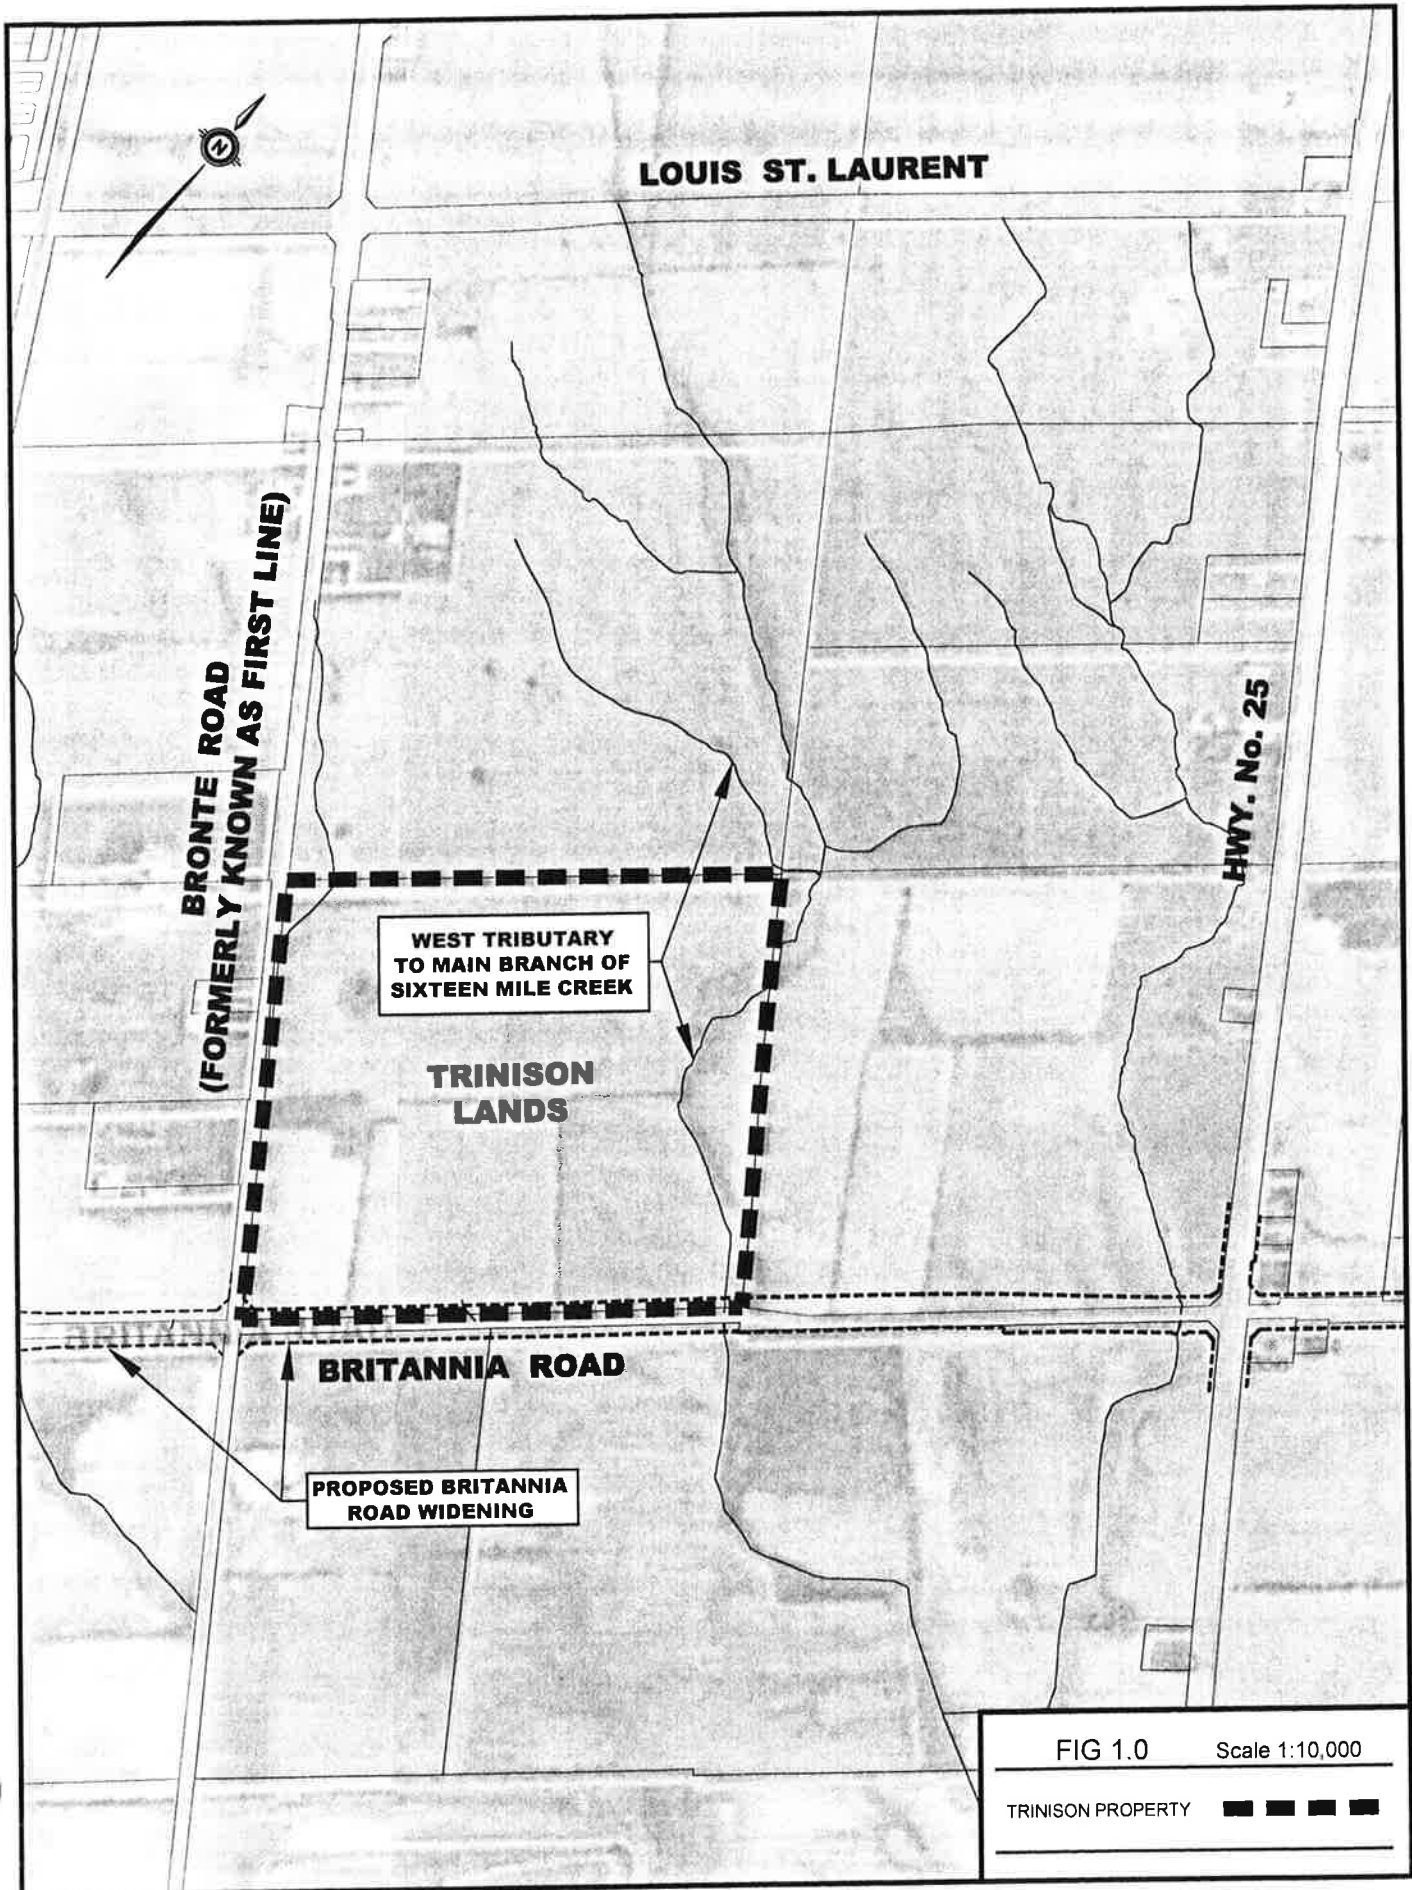 N
LOUIS ST. LAURENT
BRONTE ROAD
(FORMERLY KNOWN AS FIRST LINE)
HWY. No. 25
WEST TRIBUTARY
TO MAIN BRANCH OF
SIXTEEN MILE CREEK
TRINISON
LANDS
BRITANNIA ROAD
BRITANNIA ROAD
PROPOSED BRITANNIA
ROAD WIDENING
FIG 1.0 Scale 1:10,000
TRINISON PROPERTY